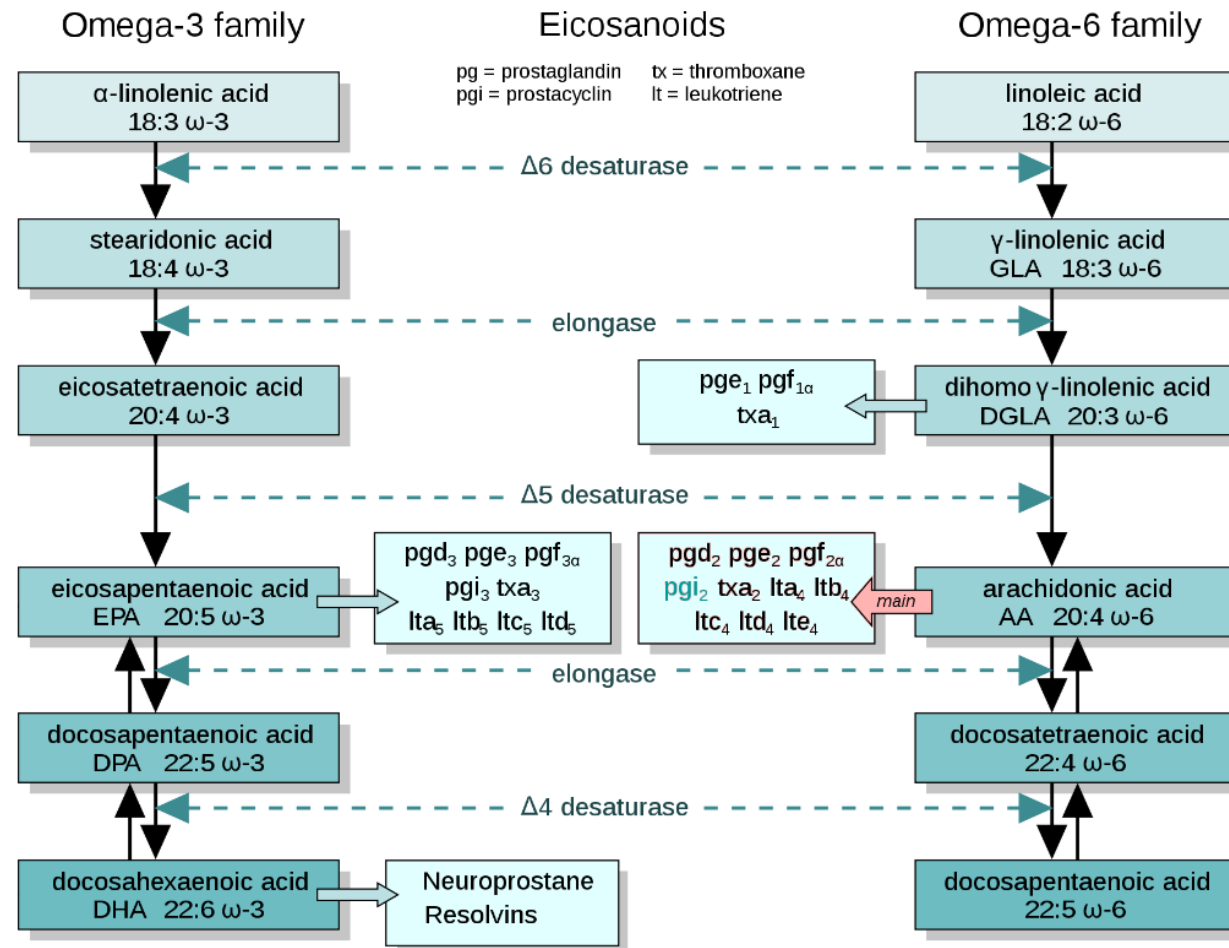 Omega-3 family
Eicosanoids
Omega-6 family
pg = prostaglandin tx = thromboxane
pgi = prostacyclin lt = leukotriene
α-linolenic acid
18:3 ω-3
linoleic acid
18:2 ω-6
Δ6 desaturase
stearidonic acid
18:4 ω-3
γ-linolenic acid
GLA 18:3 ω-6
elongase
eicosatetraenoic acid
20:4 ω-3
pge₁ pgf₁α
txa₁
dihomo γ-linolenic acid
DGLA 20:3 ω-6
Δ5 desaturase
eicosapentaenoic acid
EPA 20:5 ω-3
pgd₃ pge₃ pgf₃α
pgi₃ txa₃
lta₅ ltb₅ ltc₅ ltd₅
pgd₂ pge₂ pgf₂α
pgi₂ txa₂ lta₄ ltb₄
ltc₄ ltd₄ lte₄
main
arachidonic acid
AA 20:4 ω-6
elongase
docosapentaenoic acid
DPA 22:5 ω-3
docosatetraenoic acid
22:4 ω-6
Δ4 desaturase
docosahexaenoic acid
DHA 22:6 ω-3
Neuroprostane
Resolvins
docosapentaenoic acid
22:5 ω-6